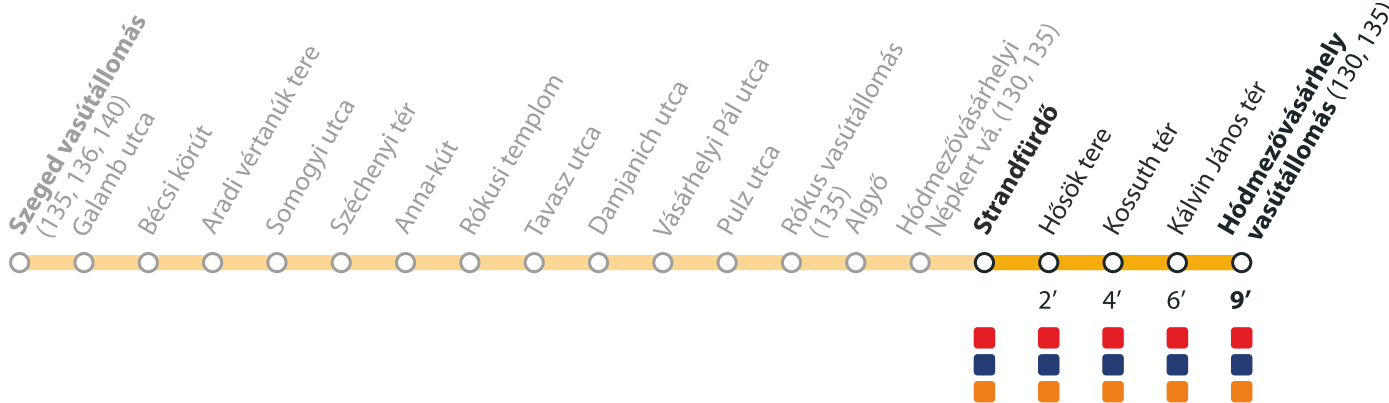 Szeged vasútállomás
(135, 136, 140)
Galamb utca
Bécsi körút
Aradi vértanúk tere
Somogyi utca
Széchenyi tér
Anna-kút
Rókusi templom
Tavasz utca
Damjanich utca
Vásárhelyi Pál utca
Pulz utca
Rókus vasútállomás
(135)
Algyő
Hódmezővásárhelyi
Népkert vá. (130, 135)
Strandfürdő
Hősök tere
Kossuth tér
Kálvin János tér
Hódmezővásárhely
vasútállomás (130, 135)
2’
4’
6’
9’